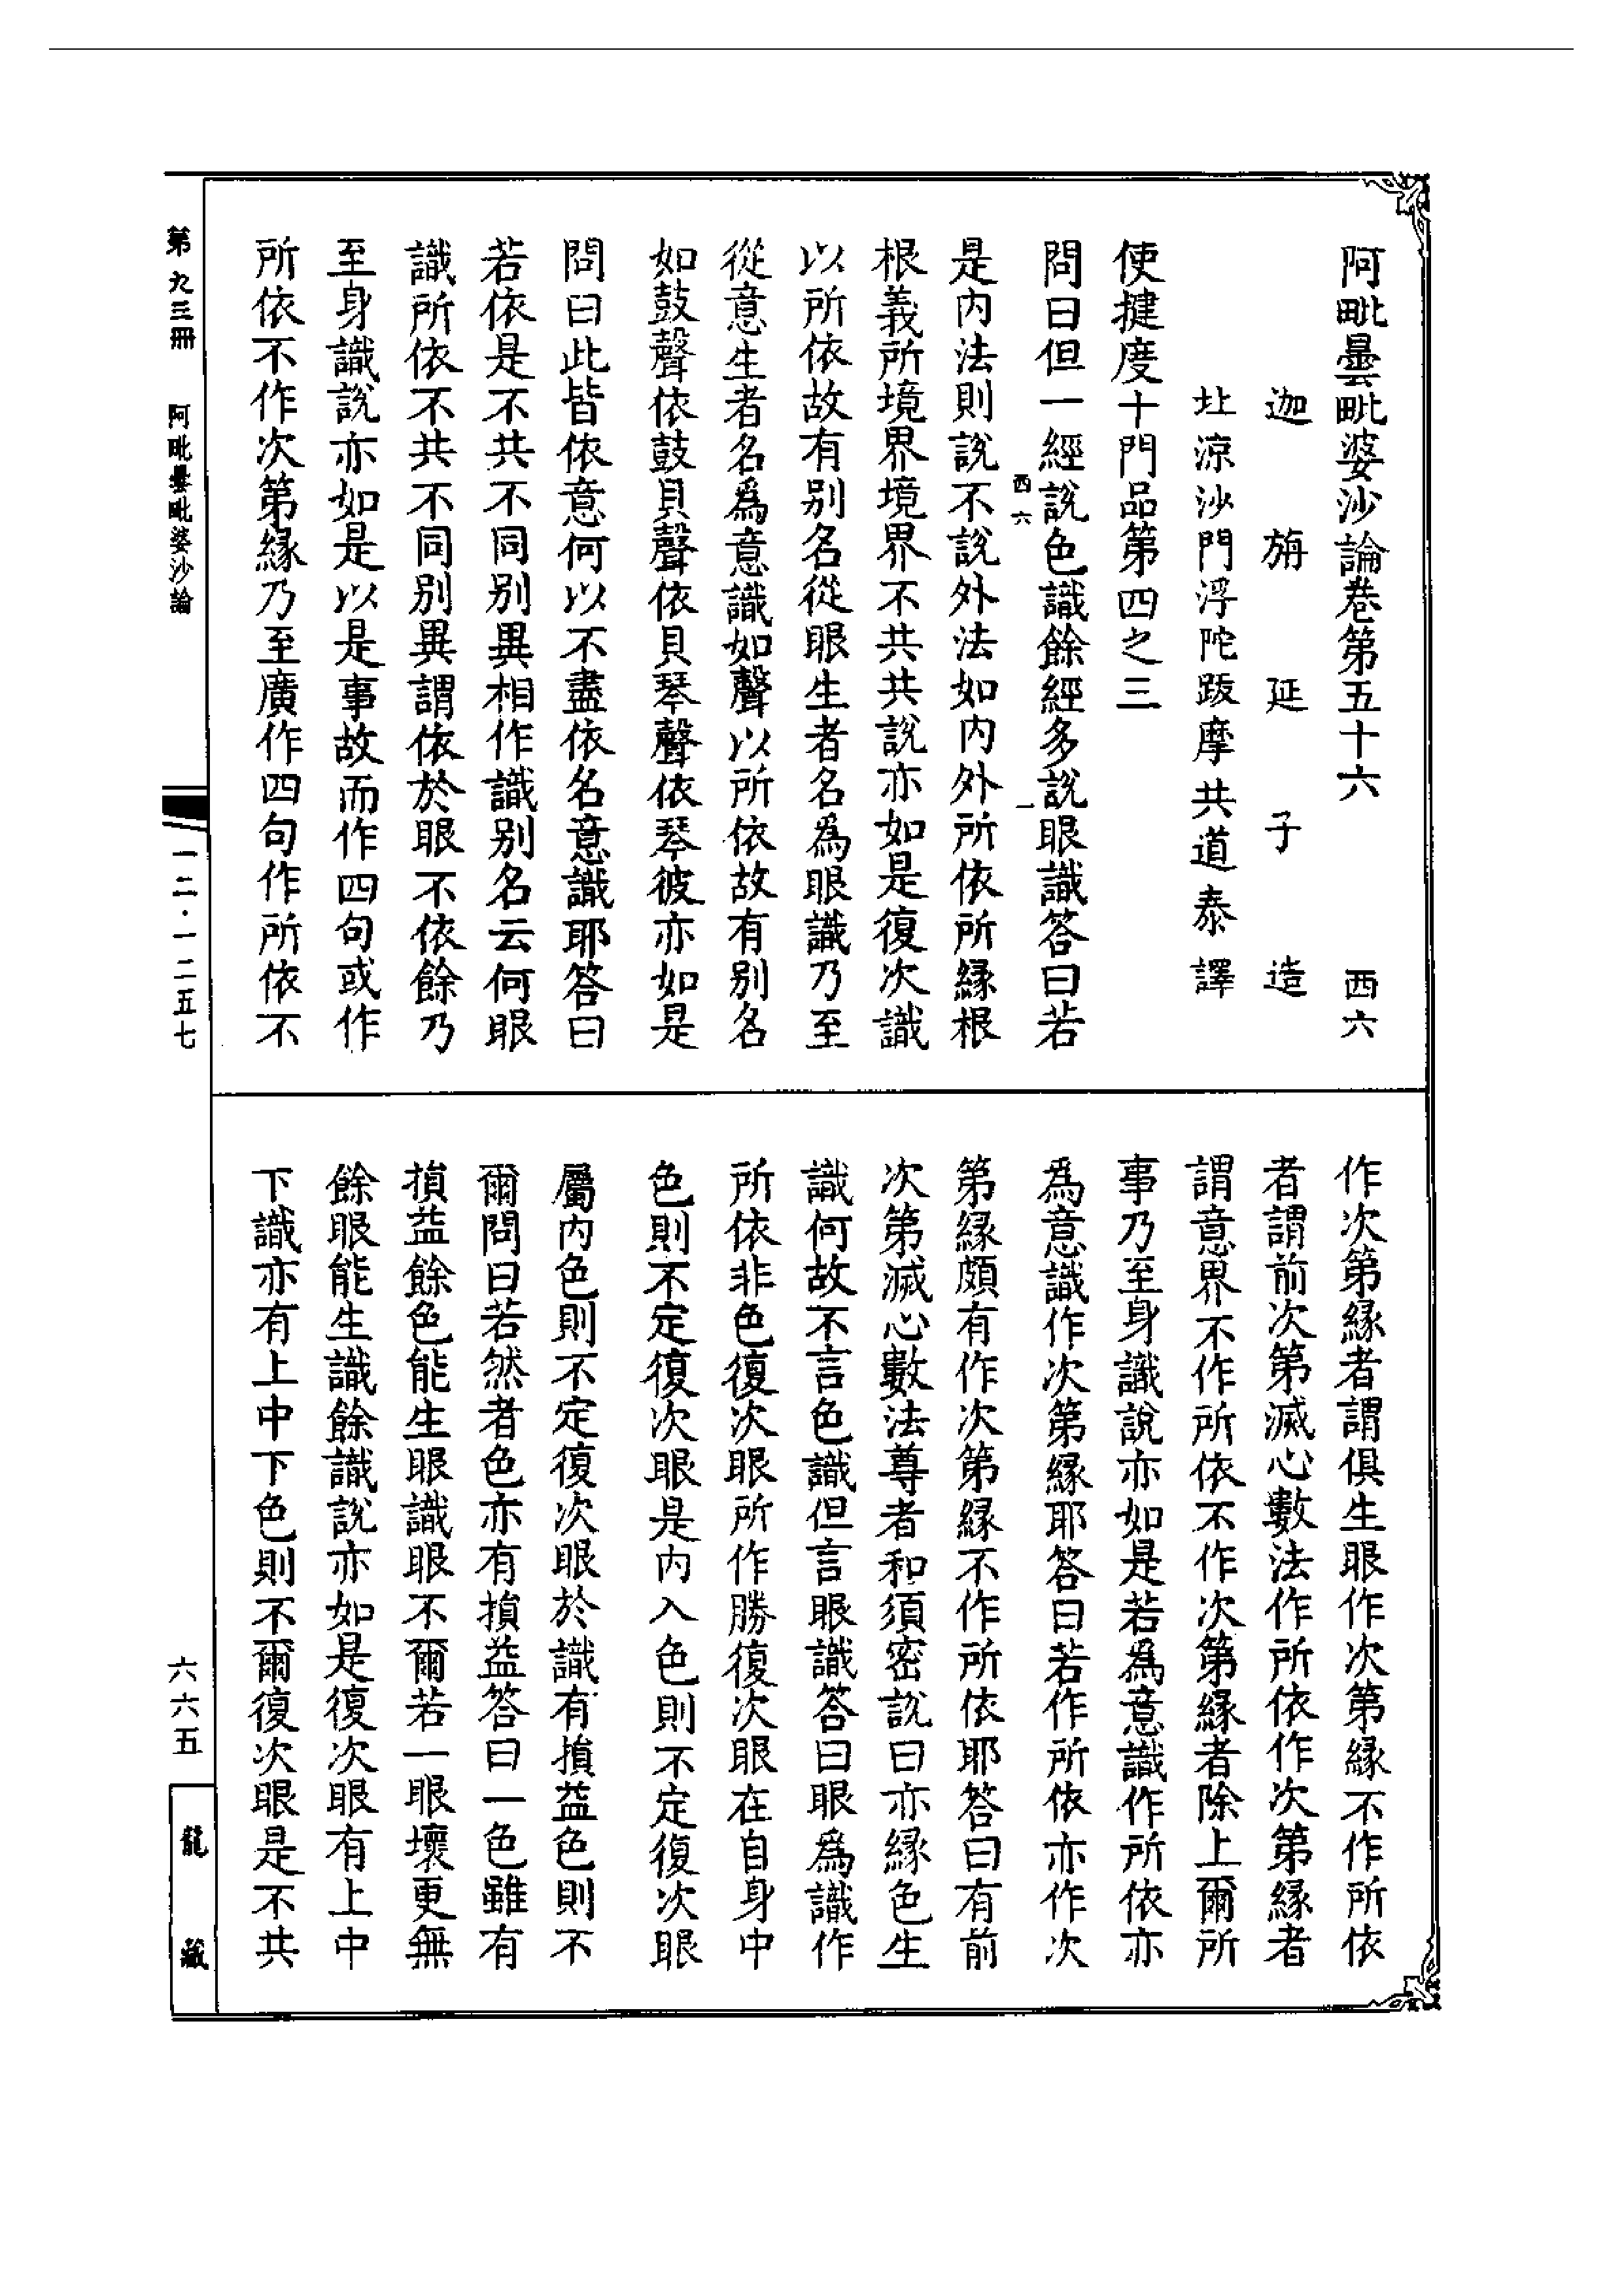 阿毗曇毗婆沙論卷第五十六 西六
迦旃延子造
北涼沙門浮陀跋摩共道泰譯
使揵度十門品第四之三
問曰但一經說色識餘經多說眼識答曰若
西六 一
是內法則說不說外法如內外所依所緣根
根義所境界境界不共共說亦如是復次識
以所依故有別名從眼生者名為眼識乃至
從意生者名為意識如聲以所依故有別名
如鼓聲依鼓貝聲依貝琴聲依琴彼亦如是
問曰此皆依意何以不盡依名意識耶答曰
若依是不共不同別異相作識別名云何眼
識所依不共不同別異謂依於眼不依餘乃
至身識說亦如是以是事故而作四句或作
所依不作次第緣乃至廣作四句作所依不
作次第緣者謂俱生眼作次第緣不作所依
者謂前次第滅心數法作所依作次第緣者
謂意界不作所依不作次第緣者除上爾所
事乃至身識說亦如是若為意識作所依亦
為意識作次第緣耶答曰若作所依亦作次
第緣頗有作次第緣不作所依耶答曰有前
次第滅心數法尊者和須密說曰亦緣色生
識何故不言色識但言眼識答曰眼為識作
所依非色復次眼所作勝復次眼在自身中
色則不定復次眼是內入色則不定復次眼
屬內色則不定復次眼於識有損益色則不
爾問曰若然者色亦有損益答曰一色雖有
損益餘色能生眼識眼不爾若一眼壞更無
餘眼能生識餘識說亦如是復次眼有上中
下識亦有上中下色則不爾復次眼是不共
第九三冊 阿毗曇毗婆沙論
一二·一二五七
六六五
龍藏